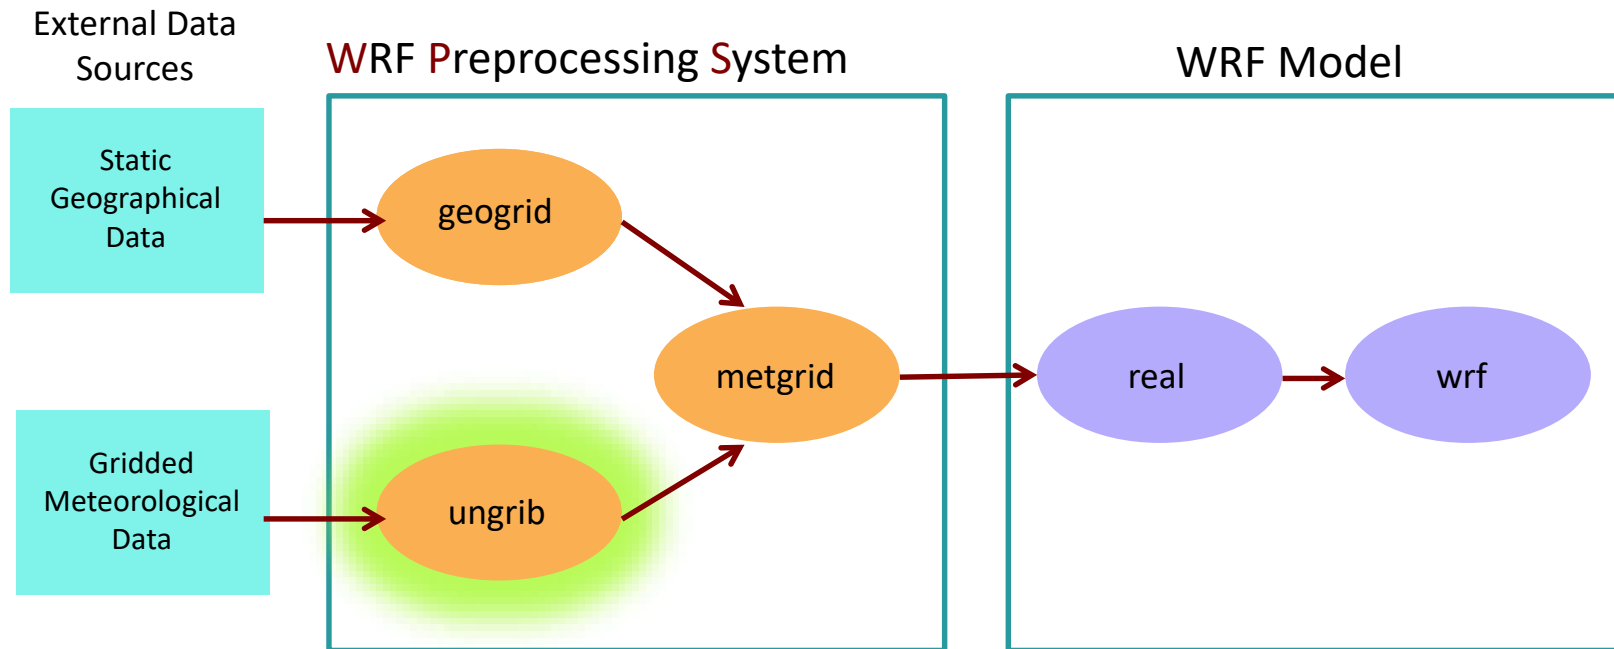 External Data
Sources
WRF Preprocessing System
WRF Model
Static
Geographical
Data
geogrid
metgrid
real
wrf
Gridded
Meteorological
Data
ungrib